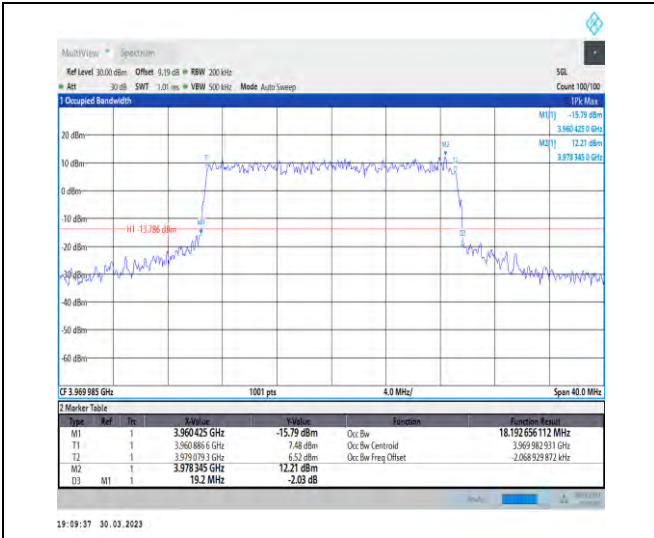 MultiView Spectrum
Ref Level 30.00 dBm Offset 9.19 dB RBW 200 kHz SGL
Att 30 dB SWT 1.01 ms VBW 500 kHz Mode Auto Sweep Count 100/100
1 Occupied Bandwidth 1Pk Max
M1[1] -15.79 dBm
3.960 425 0 GHz
M2[1] 12.21 dBm
3.978 345 0 GHz
20 dBm
M2
T1
T2
10 dBm
0 dBm
-10 dBm
M1
H1 -13.786 dBm
D3
-20 dBm
-30 dBm
-40 dBm
-50 dBm
-60 dBm
CF 3.969 985 GHz 1001 pts 4.0 MHz/ Span 40.0 MHz
2 Marker Table
Type Ref Trc X-Value Y-Value Function Function Result
M1 1 3.960 425 GHz -15.79 dBm Occ Bw 18.192 656 112 MHz
T1 1 3.960 886 6 GHz 7.48 dBm Occ Bw Centroid 3.969 982 931 GHz
T2 1 3.979 079 3 GHz 6.52 dBm Occ Bw Freq Offset -2.068 929 872 kHz
M2 1 3.978 345 GHz 12.21 dBm
D3 M1 1 19.2 MHz -2.03 dB
19:09:37 30.03.2023